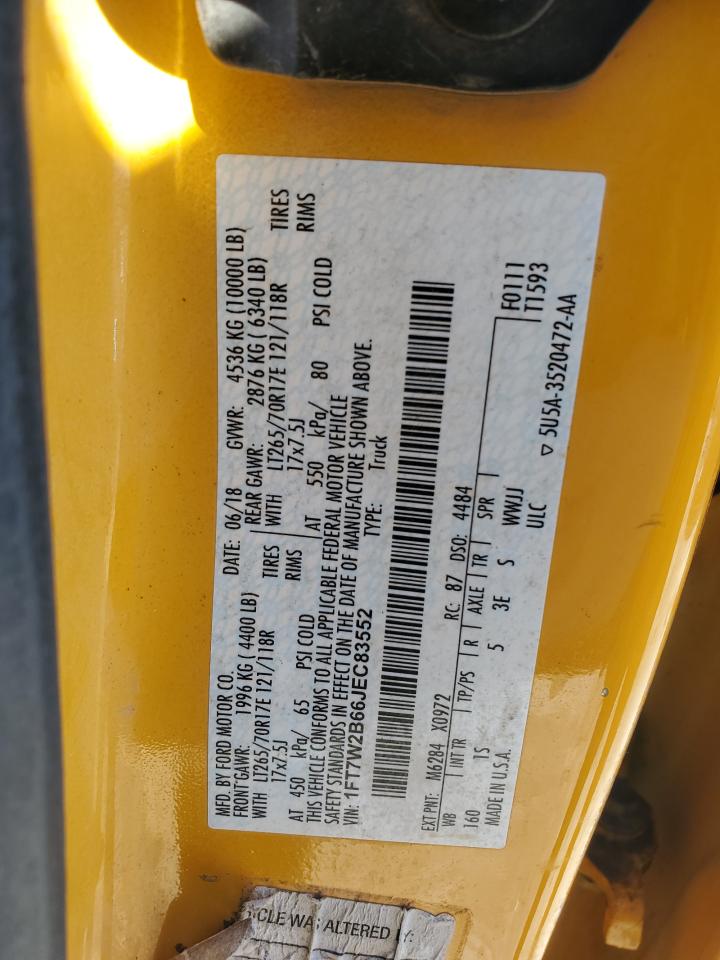 MFD. BY FORD MOTOR CO.
DATE: 06/18 GVWR: 4536 KG (10000 LB)
FRONT GAWR: 1996 KG ( 4400 LB)
REAR GAWR: 2876 KG ( 6340 LB)
WITH LT265/70R17E 121/118R TIRES
WITH LT265/70R17E 121/118R TIRES
17x7.5J RIMS
17x7.5J RIMS
AT 450 kPa/ 65 PSI COLD
AT 550 kPa/ 80 PSI COLD
THIS VEHICLE CONFORMS TO ALL APPLICABLE FEDERAL MOTOR VEHICLE
SAFETY STANDARDS IN EFFECT ON THE DATE OF MANUFACTURE SHOWN ABOVE.
VIN: 1FT7W2B66JEC83552
TYPE: Truck
EXT PNT: M6284 X0972 RC: 87 DSO: 4484
WB INT TR TP/PS R AXLE TR SPR
160 1S 5 3E S WWJJ
F0111
T1593
MADE IN U.S.A. ULC
5U5A-3520472-AA
CLE WAS ALTERED